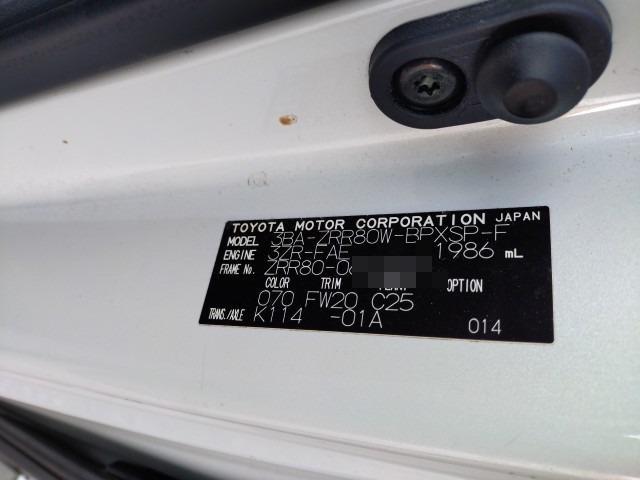 TOYOTA MOTOR CORPORATION JAPAN
MODEL 3BA-ZRR80W-BPXSP-F
ENGINE 3ZR-FAE 1986 mL
FRAME No. ZRR80-0
COLOR TRIM PLANT OPTION
070 FW20 C25
TRANS./AXLE K114 -01A
014